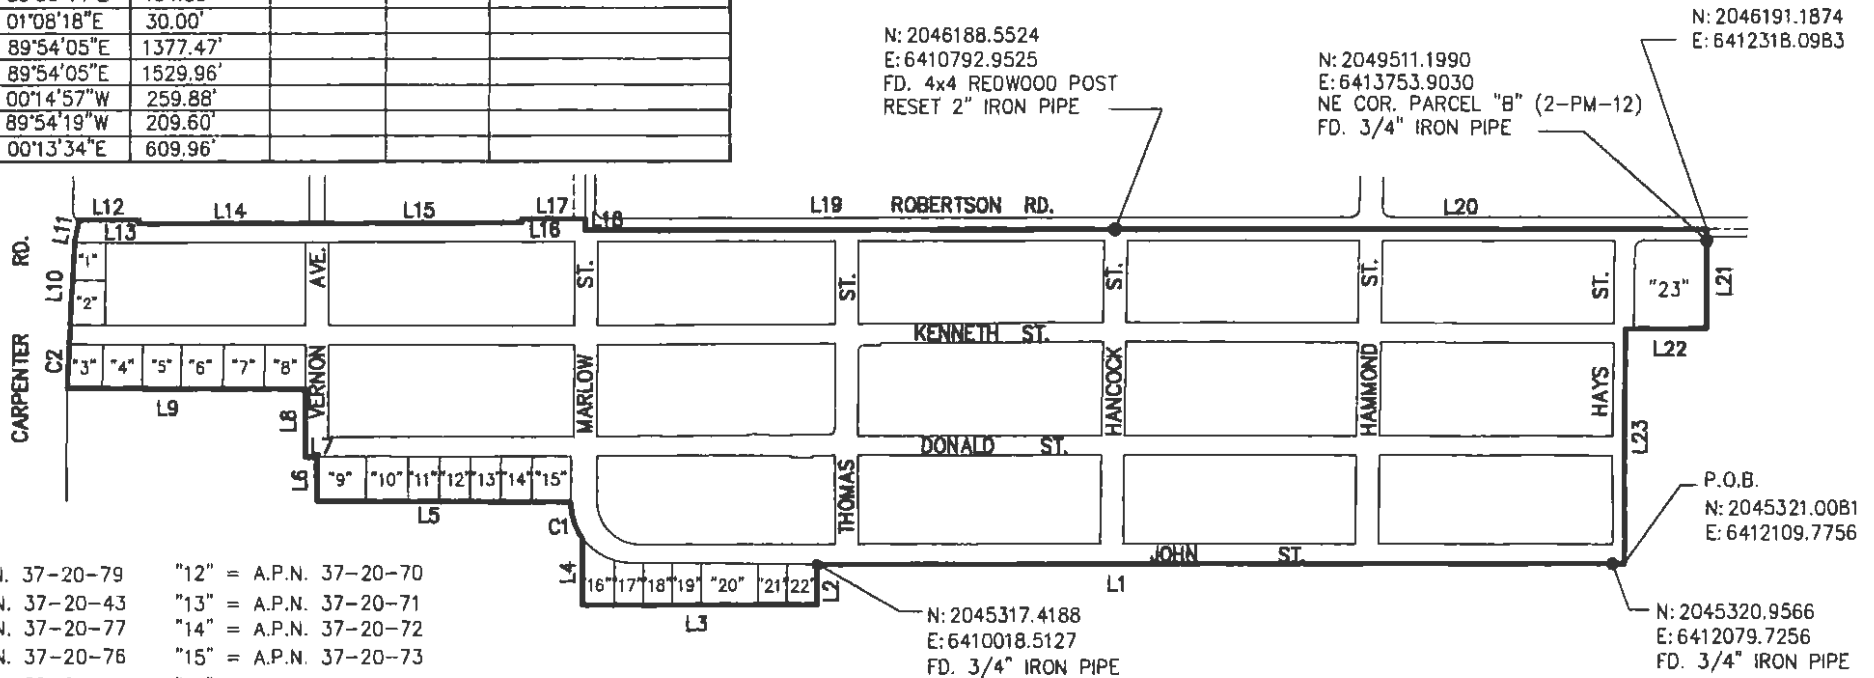 01°08'18"E 30.00'
89°54'05"E 1377.47'
89°54'05"E 1529.96'
00°14'57"W 259.88'
89°54'19"W 209.60'
00°13'34"E 609.96'
N: 2046188.5524
E: 6410792.9525
FD. 4x4 REDWOOD POST
RESET 2" IRON PIPE
N: 2049511.1990
E: 6413753.9030
NE COR. PARCEL "B" (2-PM-12)
FD. 3/4" IRON PIPE
N: 2046191.1874
E: 6412318.0983
L11
L12
L13
L14
L15
L16
L17
L18
L19
ROBERTSON RD.
L20
L21
CARPENTER RD.
L10
C2
"1"
"2"
VERNON AVE.
MARLOW ST.
THOMAS ST.
HANCOCK ST.
HAMMOND ST.
HAYS ST.
"23"
L22
KENNETH ST.
"3" "4" "5" "6" "7" "8"
L9
L8
L23
DONALD ST.
L6
"9" "10" "11" "12" "13" "14" "15"
L5
C1
JOHN ST.
L4
16" "17" "18" "19" "20" "21" "22"
L2
L1
L3
P.O.B.
N: 2045321.0081
E: 6412109.7756
N: 2045317.4188
E: 6410018.5127
FD. 3/4" IRON PIPE
N: 2045320.9566
E: 6412079.7256
FD. 3/4" IRON PIPE
N. 37-20-79 "12" = A.P.N. 37-20-70
N. 37-20-43 "13" = A.P.N. 37-20-71
N. 37-20-77 "14" = A.P.N. 37-20-72
N. 37-20-76 "15" = A.P.N. 37-20-73